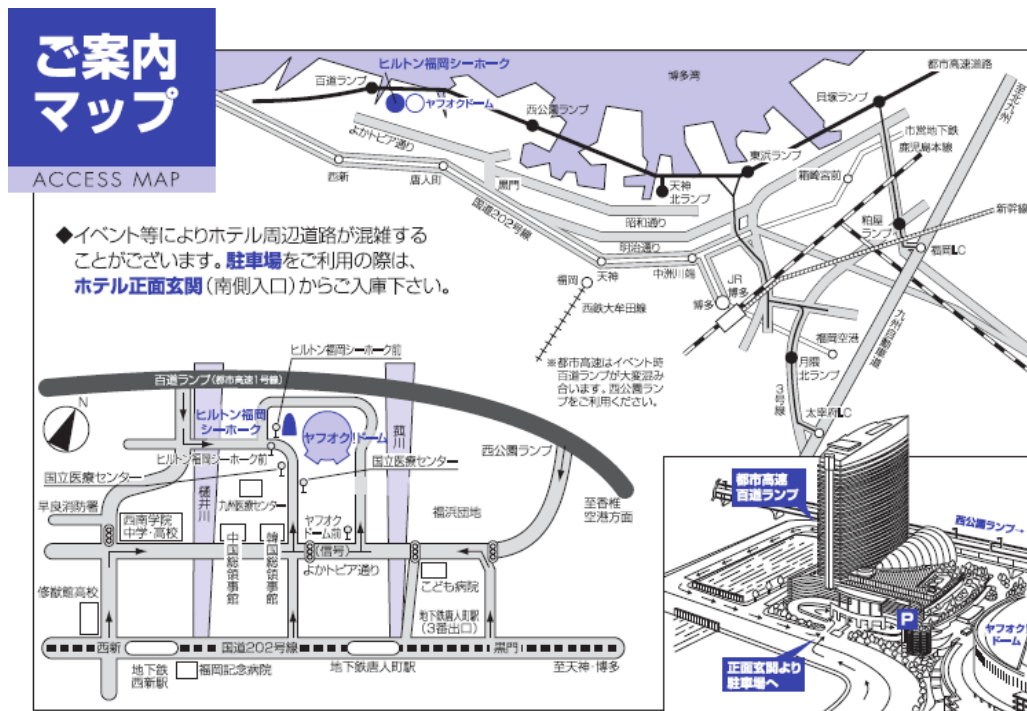 ご案内
マップ
ACCESS MAP
◆イベント等によりホテル周辺道路が混雑する
ことがございます。駐車場をご利用の際は、
ホテル正面玄関(南側入口)からご入庫下さい。
ヒルトン福岡シーホーク
百道ランプ
ヤフオクドーム
博多湾
都市高速道路
至北九州
貝塚ランプ
西公園ランプ
市営地下鉄
鹿児島本線
よかトピア通り
東浜ランプ
箱崎宮前
西新
唐人町
黒門
天神
北ランプ
新幹線
昭和通り
粕屋
ランプ
国道202号線
明治通り
福岡I.C
天神
中洲川端
福岡
JR
博多
博多
西鉄大牟田線
福岡空港
九州自動車道
月隈
北ランプ
3号線
太宰府I.C
※都市高速はイベント時
百道ランプが大変混み
合います。西公園ラン
プをご利用ください。
ヒルトン福岡シーホーク前
百道ランプ(都市高速1号線)
N
ヒルトン福岡
シーホーク
ヤフオク!ドーム
菰川
西公園ランプ
ヒルトン福岡シーホーク前
国立医療センター
国立医療センター
至香椎
空港方面
早良消防署
樋井川
九州医療センター
福浜団地
西南学院
中学・高校
ヤフオク
ドーム前
中国総領事館
韓国総領事館
(信号)
よかトピア通り
こども病院
修猷館高校
地下鉄唐人町駅
(3番出口)
西新
国道202号線
黒門
地下鉄
西新駅
福岡記念病院
地下鉄唐人町駅
至天神・博多
都市高速
百道ランプ
西公園ランプ→
P
ヤフオク!
ドーム
正面玄関より
駐車場へ